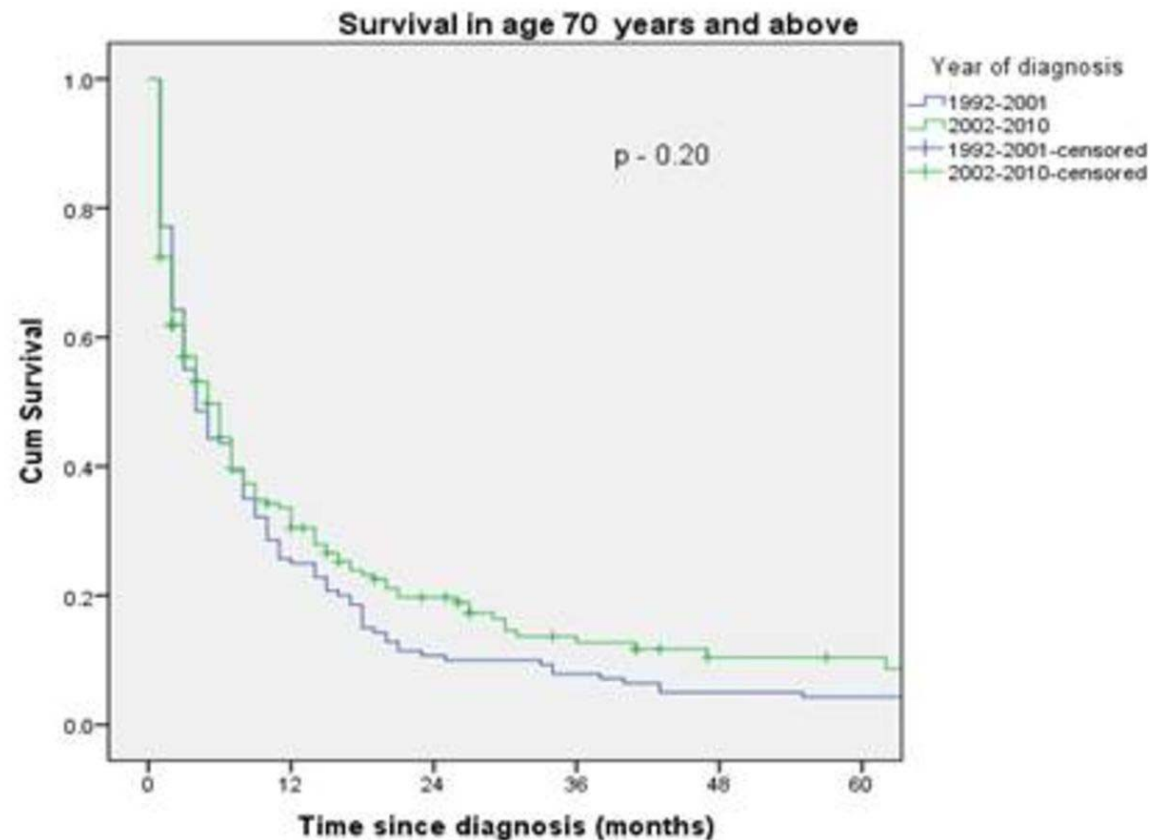 Survival in age 70 years and above
Year of diagnosis
1992-2001
2002-2010
1992-2001-censored
2002-2010-censored
p - 0.20
Cum Survival
1.0
0.8
0.6
0.4
0.2
0.0
0 12 24 36 48 60
Time since diagnosis (months)